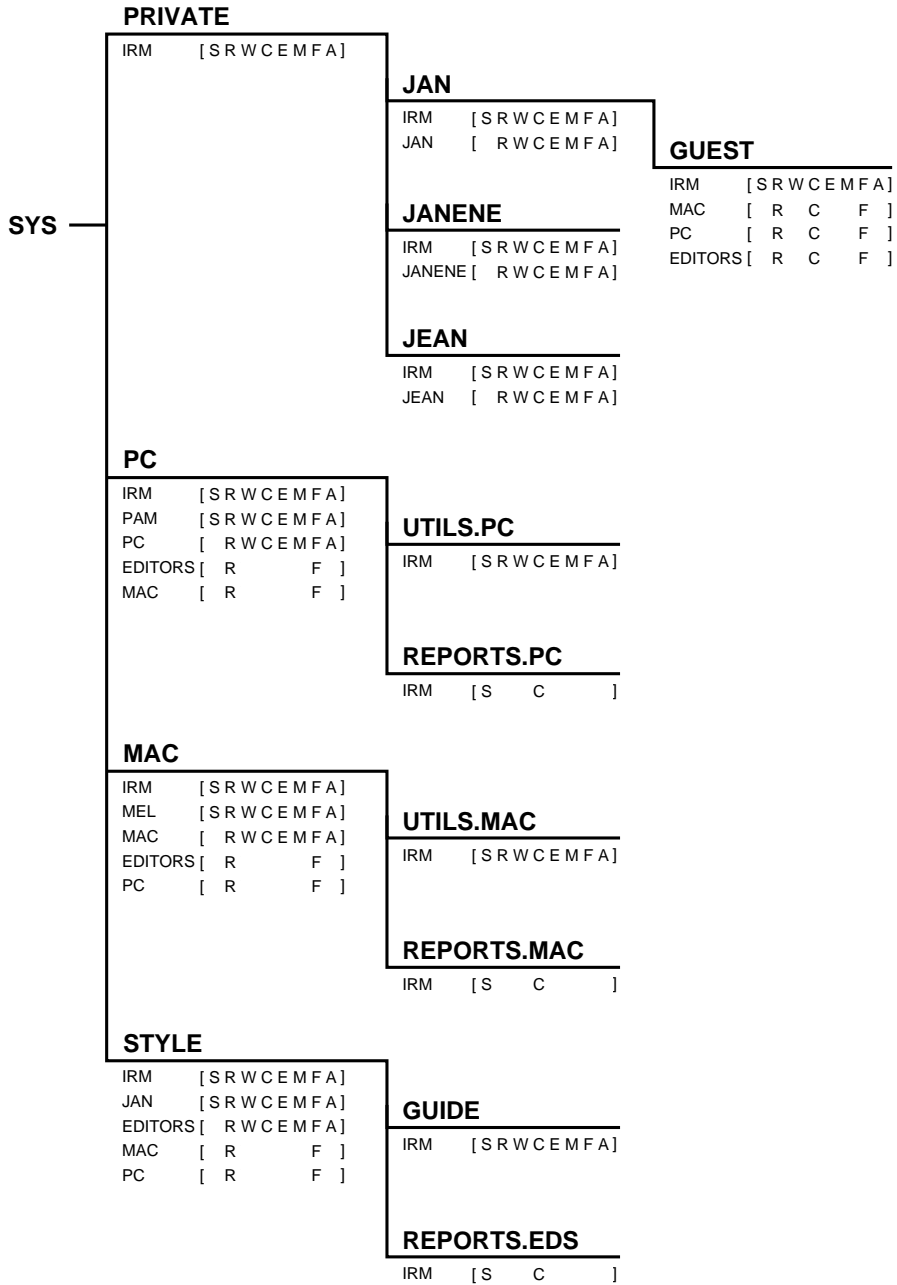 PRIVATE
IRM [ S R W C E M F A ]
JAN
IRM [ S R W C E M F A ]
JAN [ R W C E M F A ]
GUEST
IRM [ S R W C E M F A ]
MAC [ R C F ]
PC [ R C F ]
EDITORS [ R C F ]
SYS
JANENE
IRM [ S R W C E M F A ]
JANENE [ R W C E M F A ]
JEAN
IRM [ S R W C E M F A ]
JEAN [ R W C E M F A ]
PC
IRM [ S R W C E M F A ]
PAM [ S R W C E M F A ]
PC [ R W C E M F A ]
EDITORS [ R F ]
MAC [ R F ]
UTILS.PC
IRM [ S R W C E M F A ]
REPORTS.PC
IRM [ S C ]
MAC
IRM [ S R W C E M F A ]
MEL [ S R W C E M F A ]
MAC [ R W C E M F A ]
EDITORS [ R F ]
PC [ R F ]
UTILS.MAC
IRM [ S R W C E M F A ]
REPORTS.MAC
IRM [ S C ]
STYLE
IRM [ S R W C E M F A ]
JAN [ S R W C E M F A ]
EDITORS [ R W C E M F A ]
MAC [ R F ]
PC [ R F ]
GUIDE
IRM [ S R W C E M F A ]
REPORTS.EDS
IRM [ S C ]